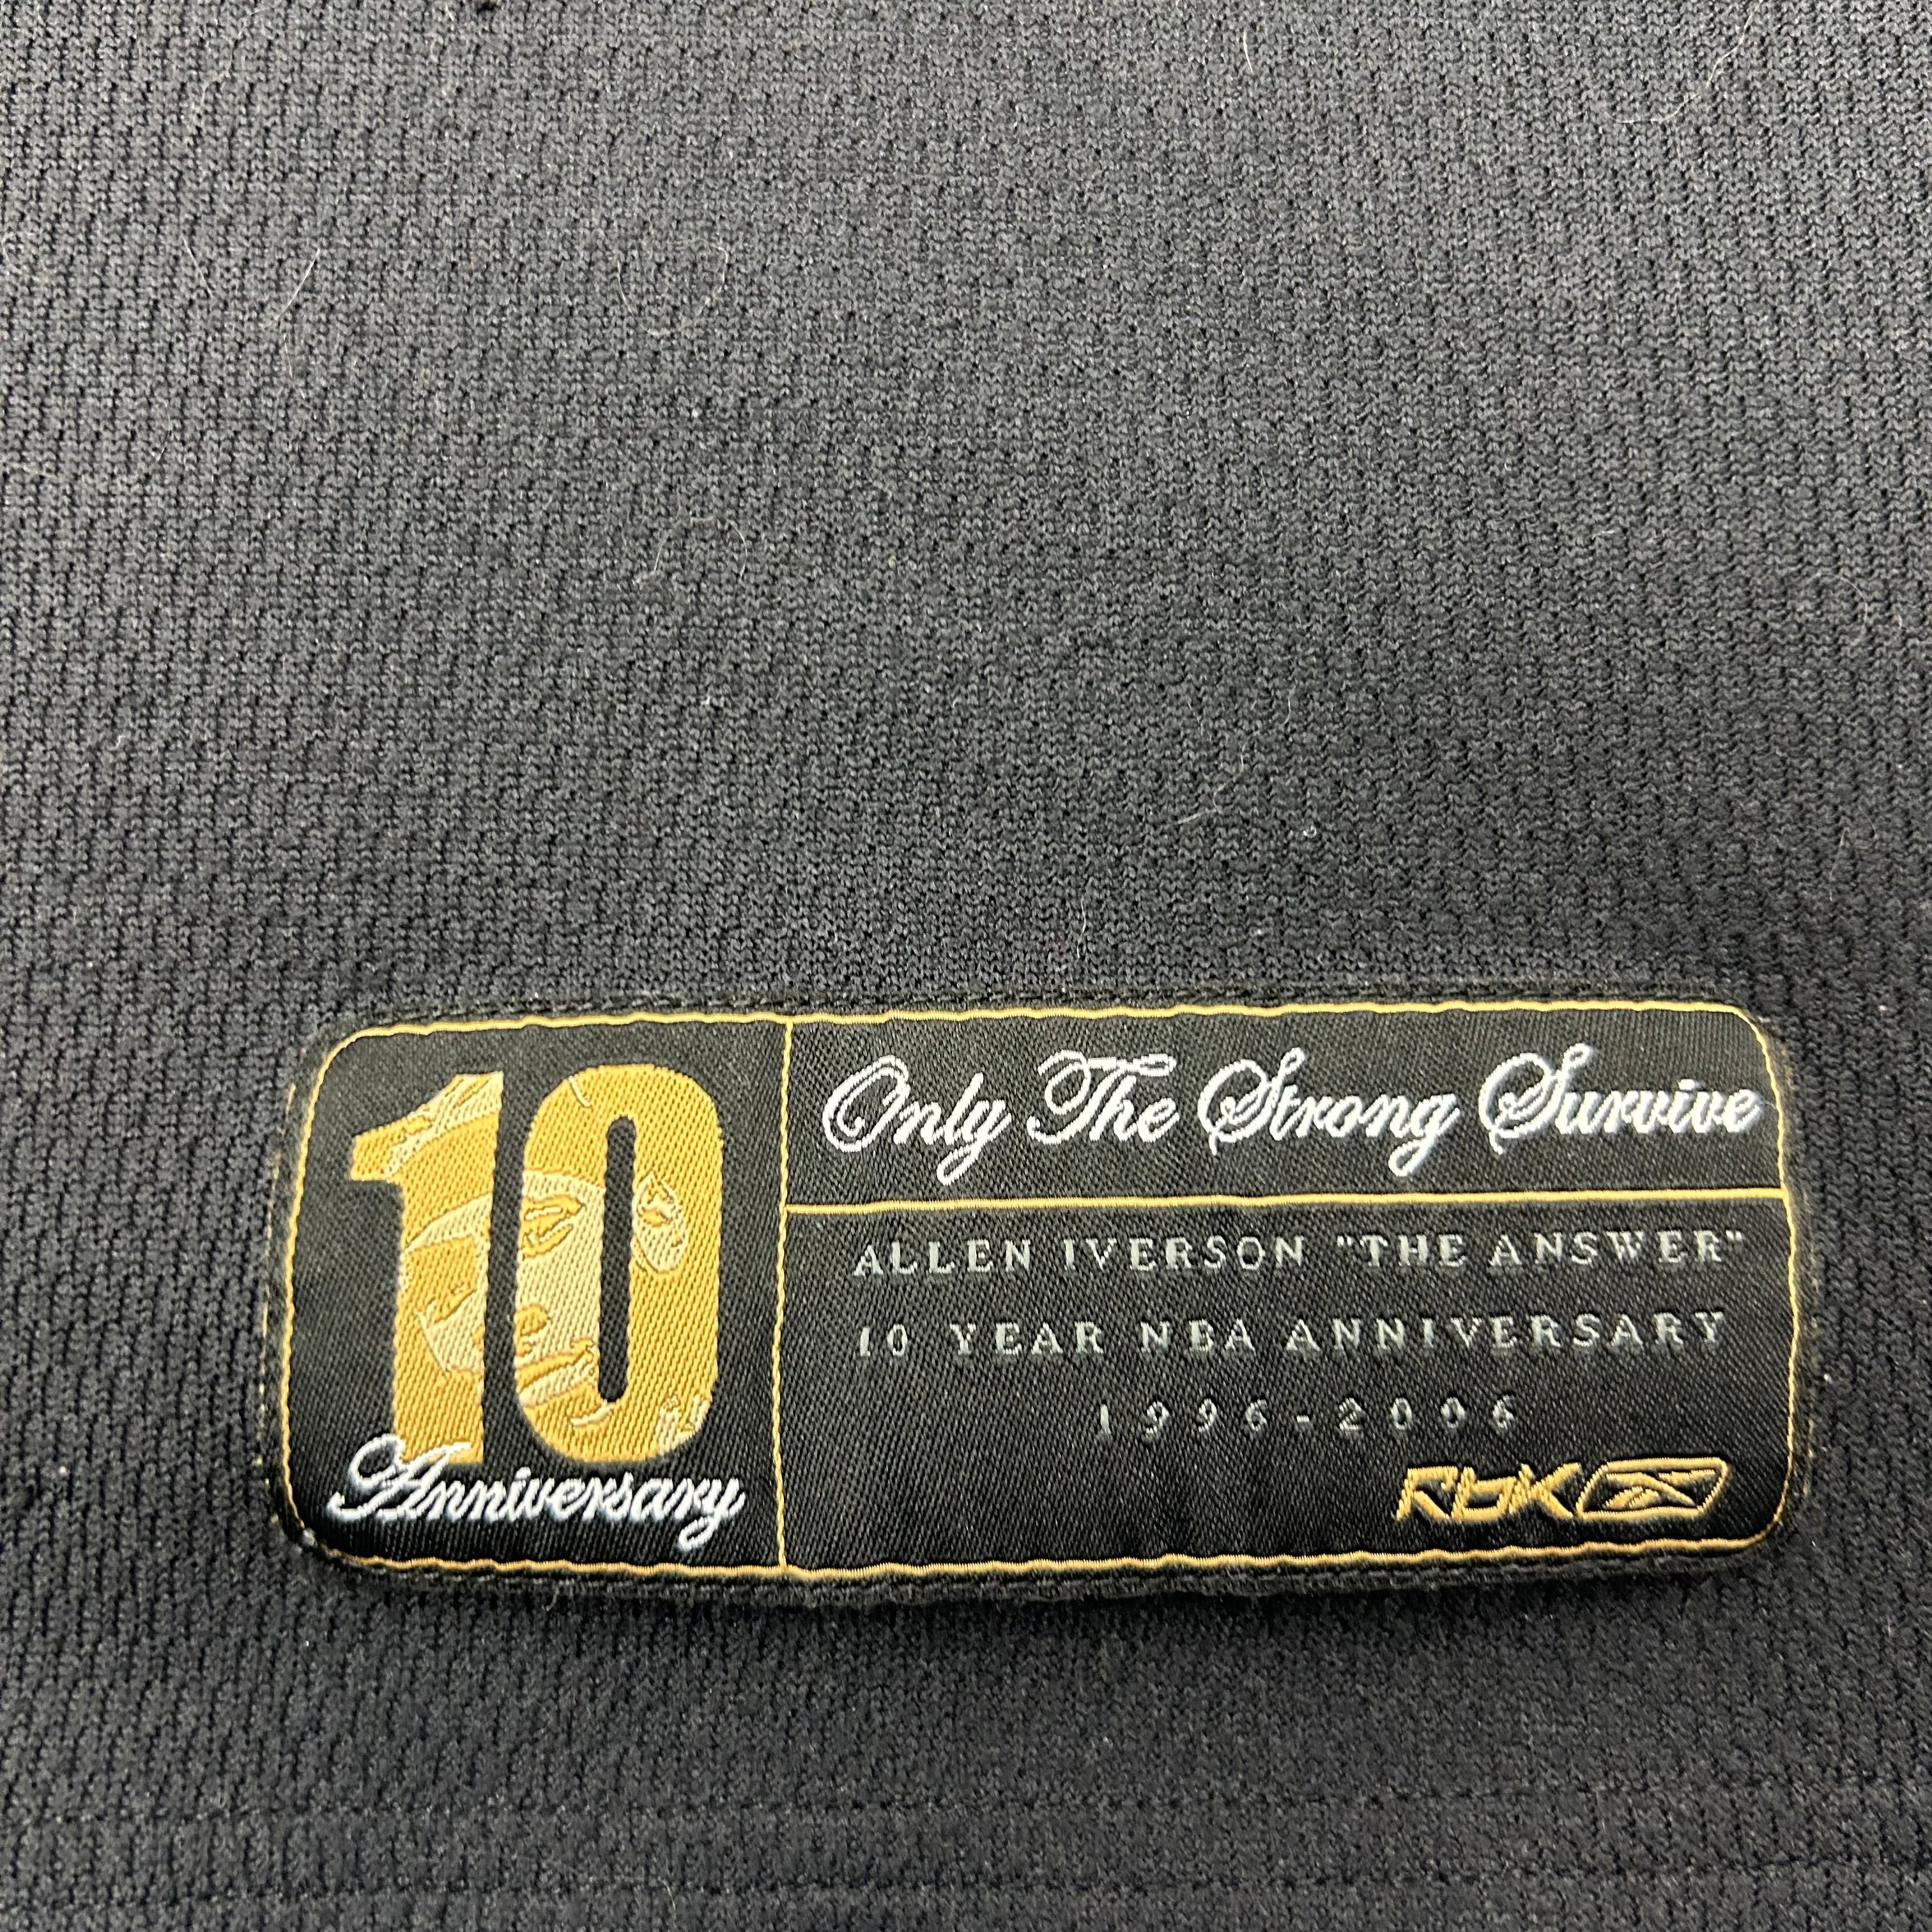 10
Anniversary
Only The Strong Survive
ALLEN IVERSON "THE ANSWER"
10 YEAR NBA ANNIVERSARY
1996-2006
Rbk